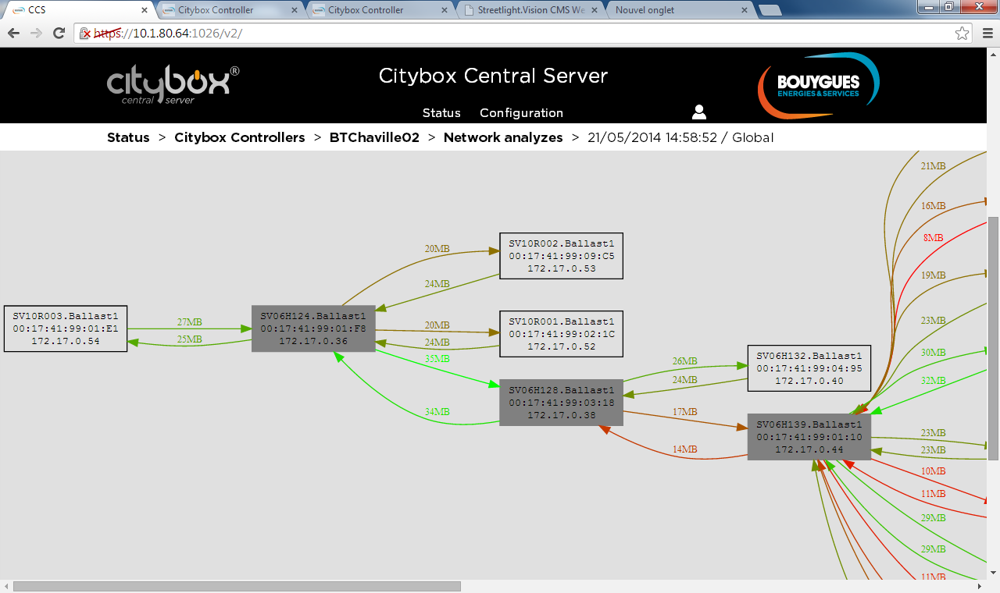 CCS
Citybox Controller
Citybox Controller
Streetlight.Vision CMS We
Nouvel onglet
https://10.1.80.64:1026/v2/
citybox®
central server
Citybox Central Server
BOUYGUES
ENERGIES & SERVICES
Status Configuration
Status > Citybox Controllers > BTChaville02 > Network analyzes > 21/05/2014 14:58:52 / Global
21MB
16MB
8MB
19MB
23MB
30MB
32MB
23MB
23MB
10MB
11MB
29MB
29MB
11MB
SV10R003.Ballast1
00:17:41:99:01:E1
172.17.0.54
27MB
25MB
SV06H124.Ballast1
00:17:41:99:01:F8
172.17.0.36
20MB
24MB
20MB
24MB
35MB
34MB
SV10R002.Ballast1
00:17:41:99:09:C5
172.17.0.53
SV10R001.Ballast1
00:17:41:99:02:1C
172.17.0.52
SV06H128.Ballast1
00:17:41:99:03:18
172.17.0.38
26MB
24MB
17MB
14MB
SV06H132.Ballast1
00:17:41:99:04:95
172.17.0.40
SV06H139.Ballast1
00:17:41:99:01:10
172.17.0.44